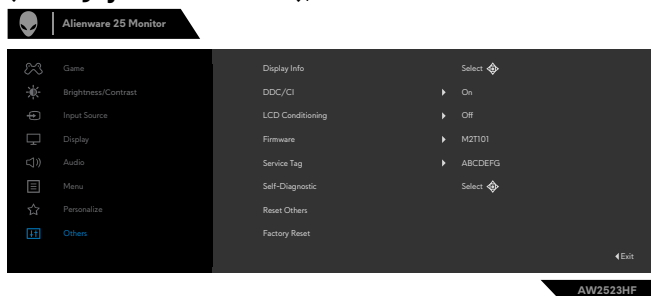 Alienware 25 Monitor
Game Display Info Select
Brightness/Contrast DDC/CI On
Input Source LCD Conditioning Off
Display Firmware M2T101
Audio Service Tag ABCDEFG
Menu Self-Diagnostic Select
Personalize Reset Others
Others Factory Reset
Exit
AW2523HF